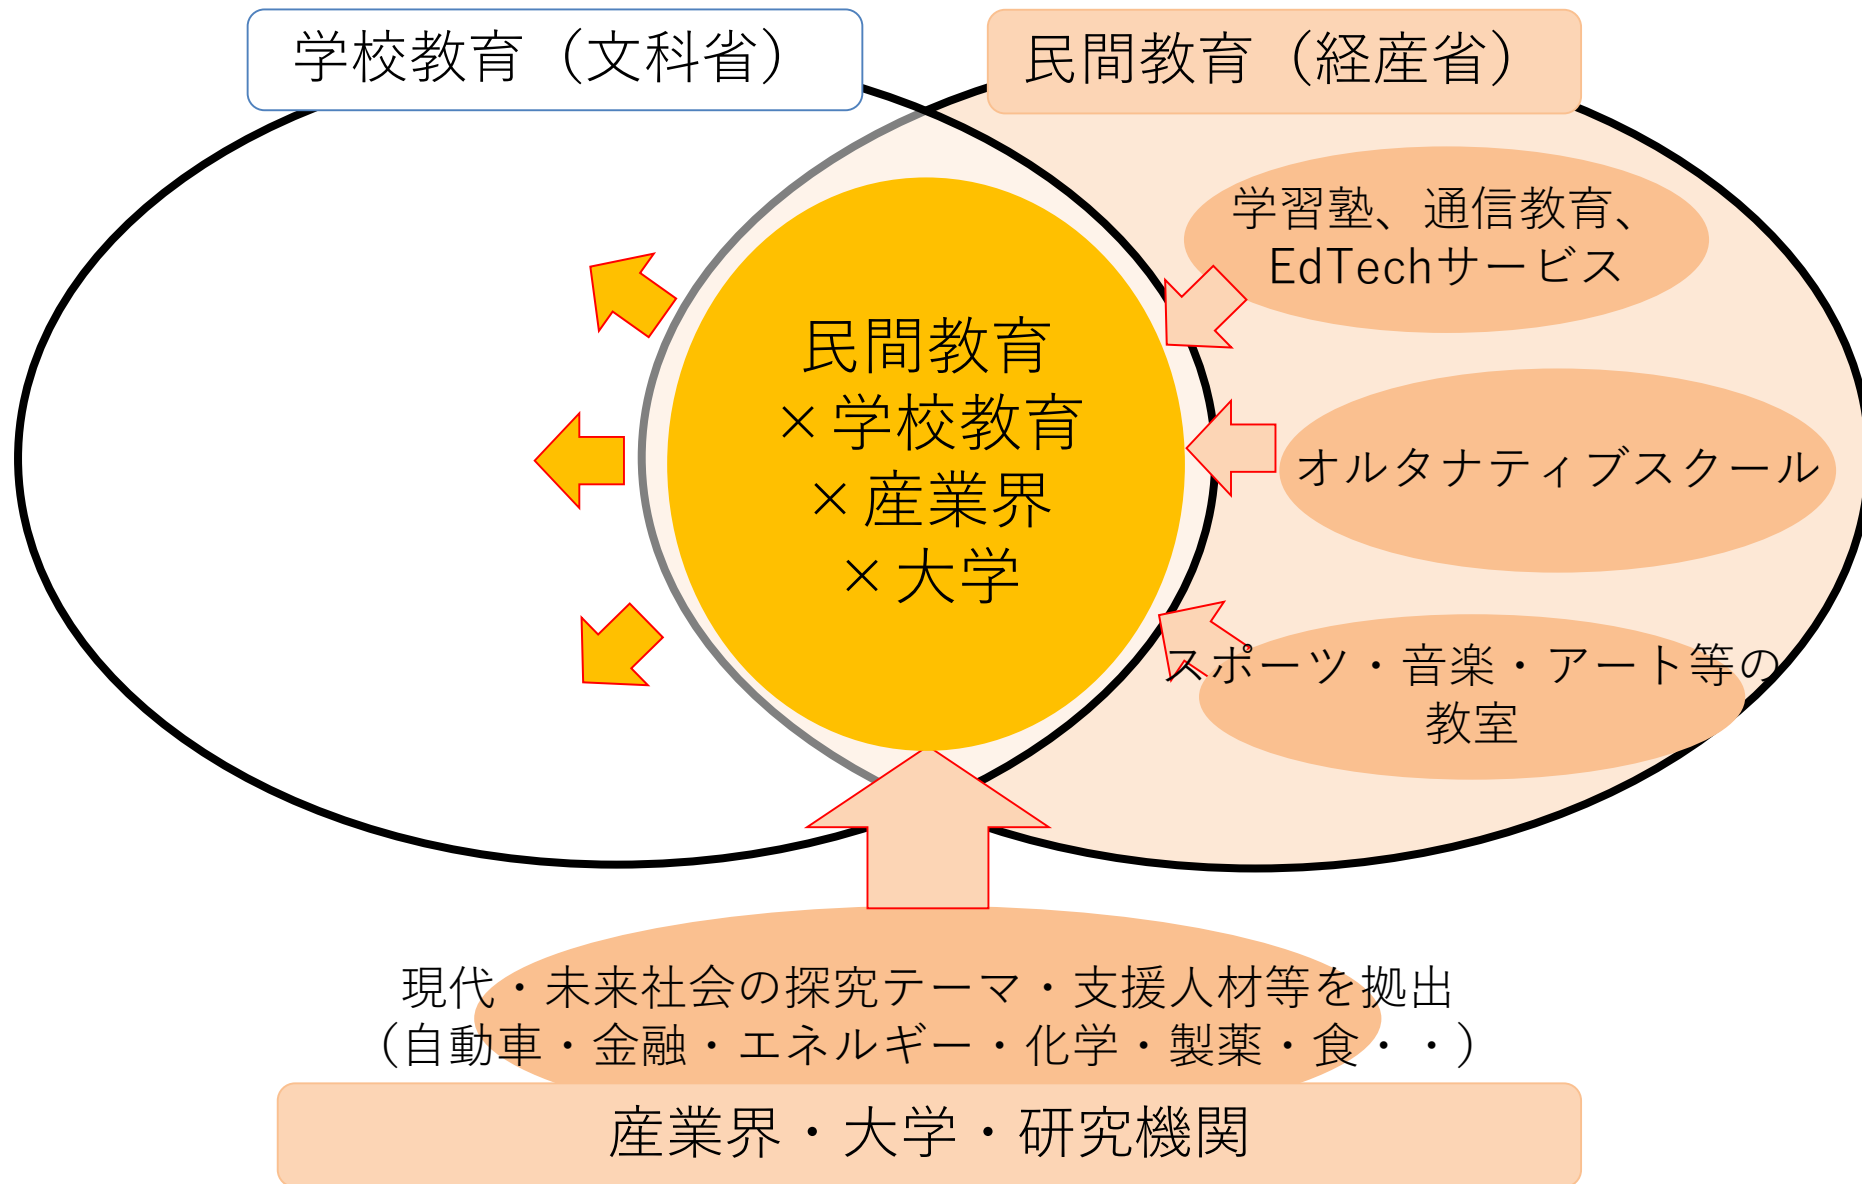 学校教育（文科省）
民間教育（経産省）
学習塾、通信教育、
EdTechサービス
民間教育
×学校教育
×産業界
×大学
オルタナティブスクール
スポーツ・音楽・アート等の
教室
現代・未来社会の探究テーマ・支援人材等を拠出
（自動車・金融・エネルギー・化学・製薬・食・・）
産業界・大学・研究機関